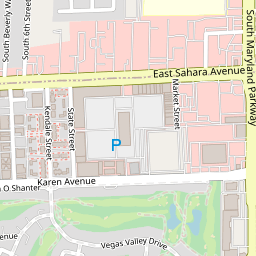 South Beverly Wa
South 6th Street
South Maryland Parkway
East Sahara Avenue
Kendale Street
State Street
Market Street
P
Karen Avenue
O Shanter
Vegas Valley Drive
venue